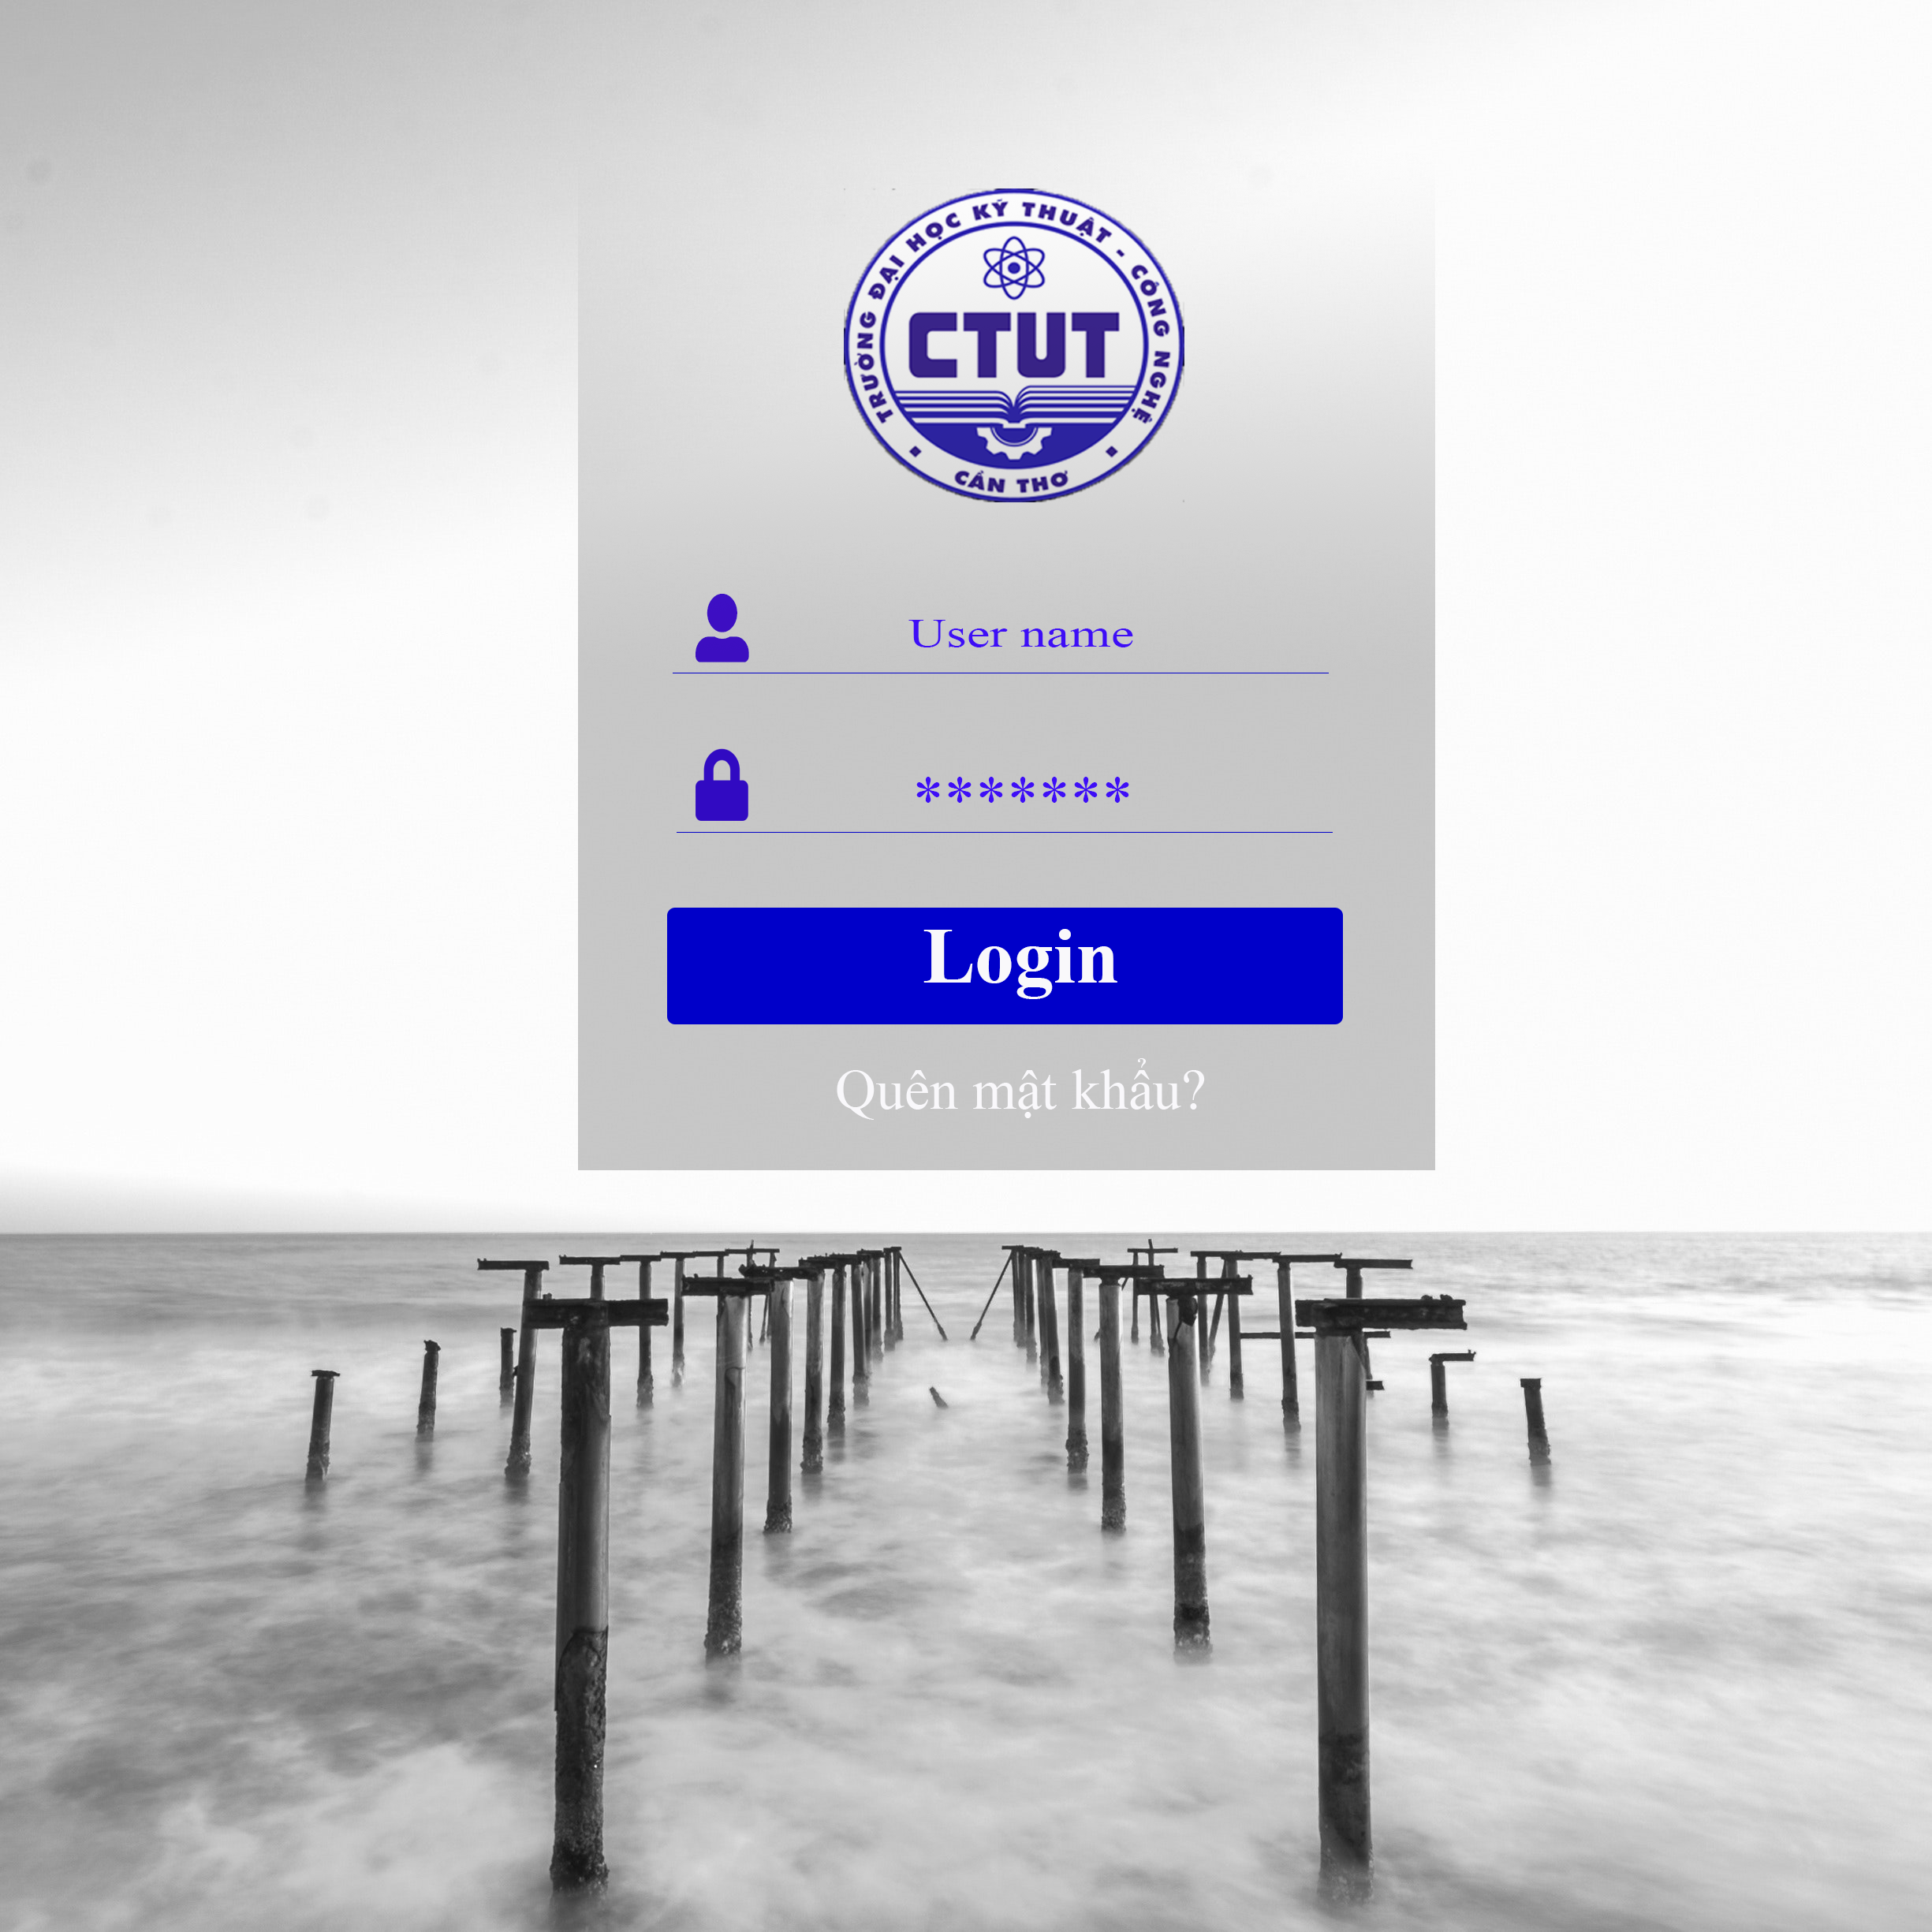 TRƯỜNG ĐẠI HỌC KỸ THUẬT - CÔNG NGHỆ
CTUT
CẦN THƠ
User name
*******
Login
Quên mật khẩu?